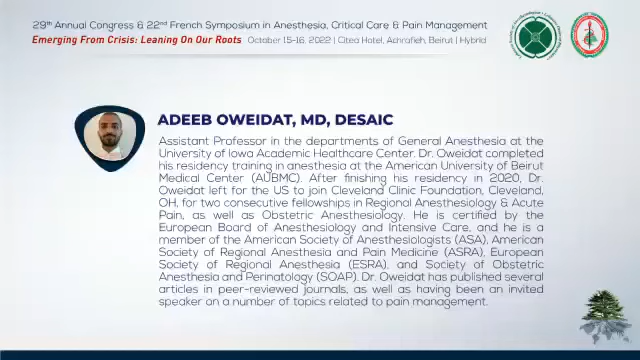 29th Annual Congress & 22nd French Symposium in Anesthesia, Critical Care & Pain Management
Emerging From Crisis: Leaning On Our Roots October 15-16, 2022 | Citea Hotel, Achrafieh, Beirut | Hybrid
ADEEB OWEIDAT, MD, DESAIC
Assistant Professor in the departments of General Anesthesia at the
University of Iowa Academic Healthcare Center. Dr. Oweidat completed
his residency training in anesthesia at the American University of Beirut
Medical Center (AUBMC). After finishing his residency in 2020, Dr.
Oweidat left for the US to join Cleveland Clinic Foundation, Cleveland,
OH, for two consecutive fellowships in Regional Anesthesiology & Acute
Pain, as well as Obstetric Anesthesiology. He is certified by the
European Board of Anesthesiology and Intensive Care, and he is a
member of the American Society of Anesthesiologists (ASA), American
Society of Regional Anesthesia and Pain Medicine (ASRA), European
Society of Regional Anesthesia (ESRA), and Society of Obstetric
Anesthesia and Perinatology (SOAP). Dr. Oweidat has published several
articles in peer-reviewed journals, as well as having been an invited
speaker on a number of topics related to pain management.